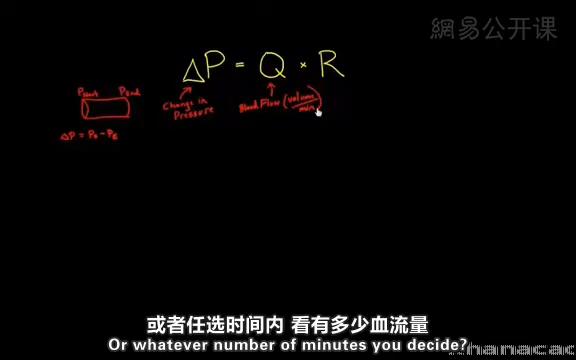 網易公开课
ΔP = Q × R
Pstart PEnd
Change in Pressure
Blood Flow (volume/min)
ΔP = Ps - PE
或者任选时间内 看有多少血流量
Or whatever number of minutes you decide?
khanacac